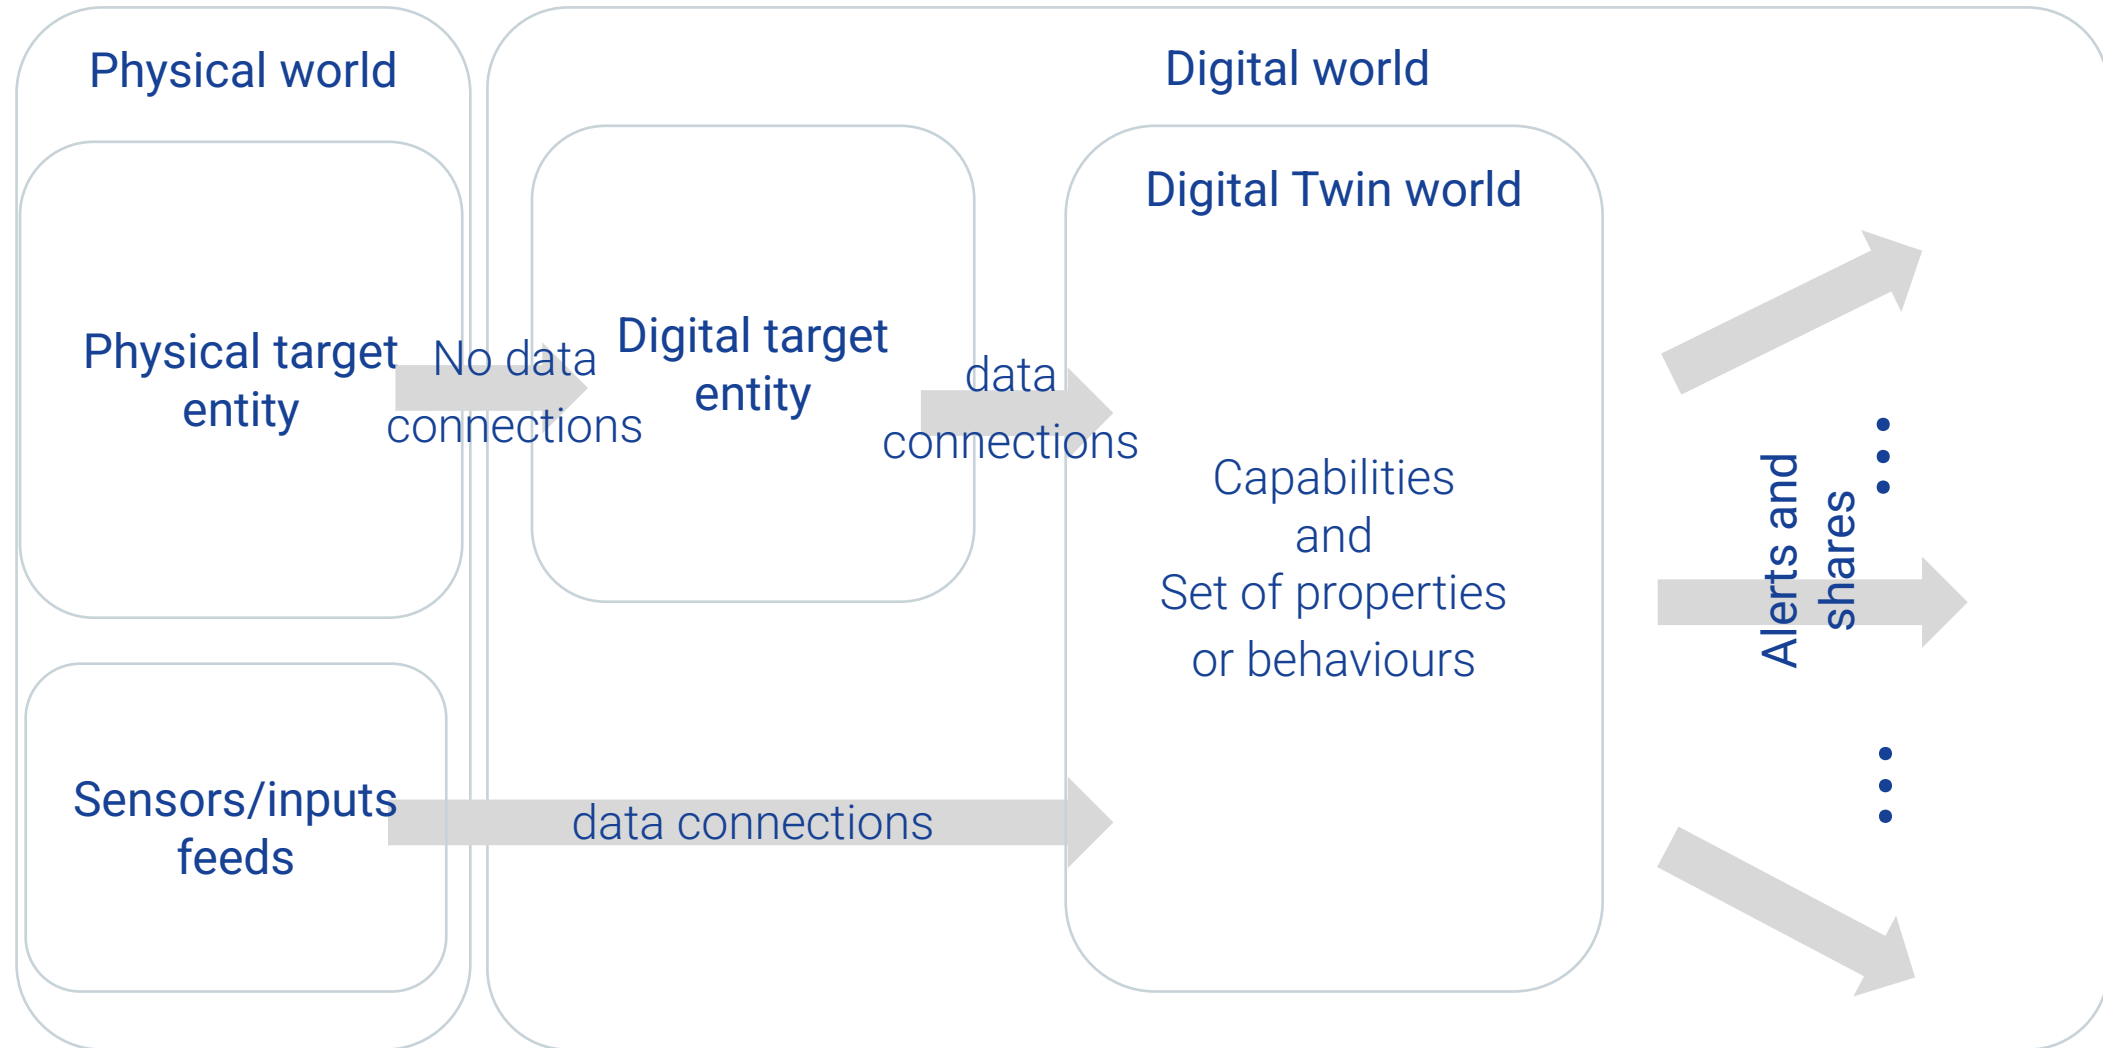 Physical world
Digital world
Digital Twin world
Physical target
entity
No data
connections
Digital target
entity
data
connections
Capabilities
and
Set of properties
or behaviours
Alerts and
shares
Sensors/inputs
feeds
data connections